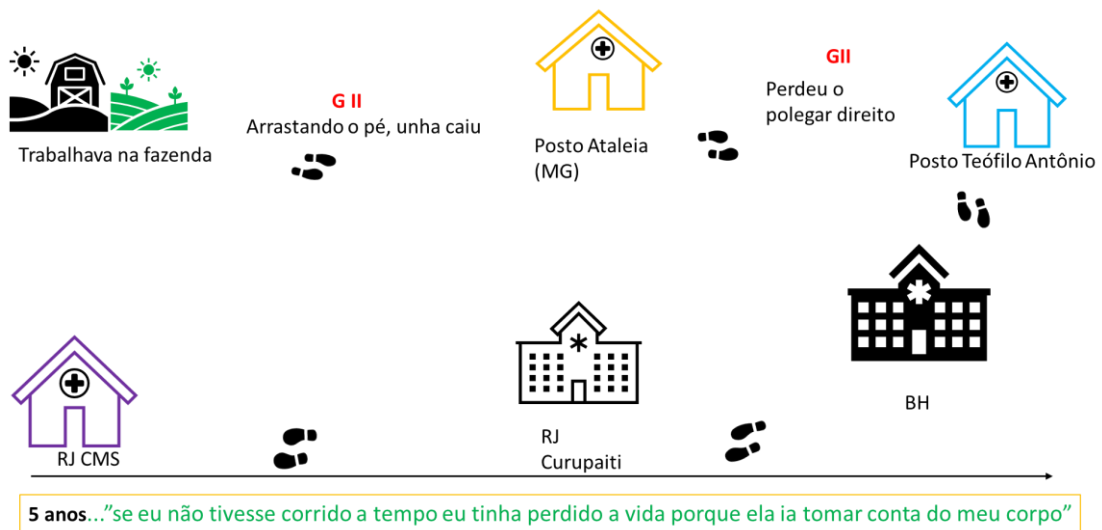 Trabalhava na fazenda
G II
Arrastando o pé, unha caiu
Posto Ataleia
(MG)
GII
Perdeu o
polegar direito
Posto Teófilo Antônio
BH
RJ
Curupaiti
RJ CMS
5 anos..."se eu não tivesse corrido a tempo eu tinha perdido a vida porque ela ia tomar conta do meu corpo"